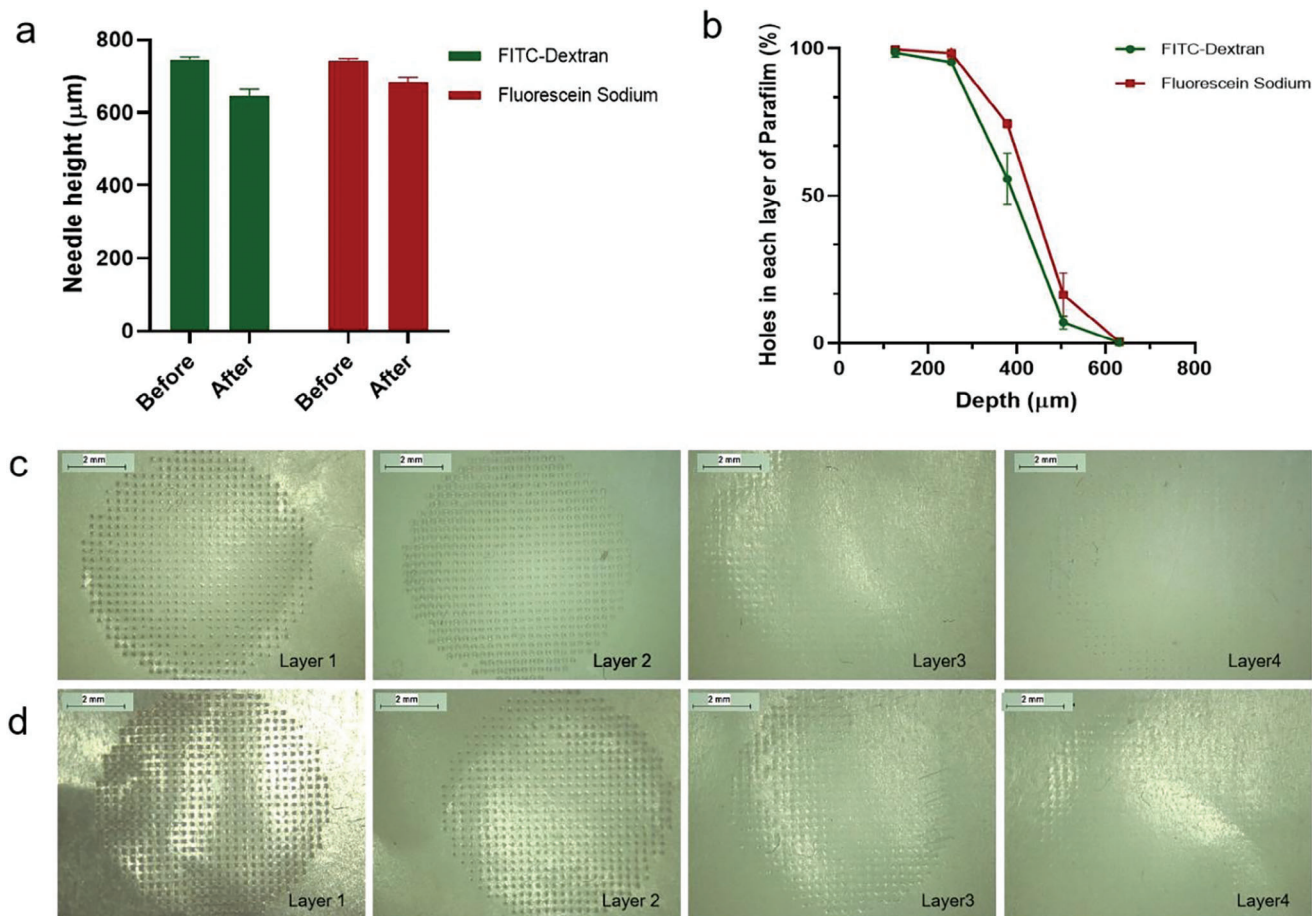 a
Needle height (μm)
800
600
400
200
0
Before
After
Before
After
FITC-Dextran
Fluorescein Sodium
b
Holes in each layer of Parafilm (%)
100
50
0
0 200 400 600 800
Depth (μm)
FITC-Dextran
Fluorescein Sodium
c
2 mm
Layer 1
2 mm
Layer 2
2 mm
Layer3
2 mm
Layer4
d
2 mm
Layer 1
2 mm
Layer 2
2 mm
Layer3
2 mm
Layer4